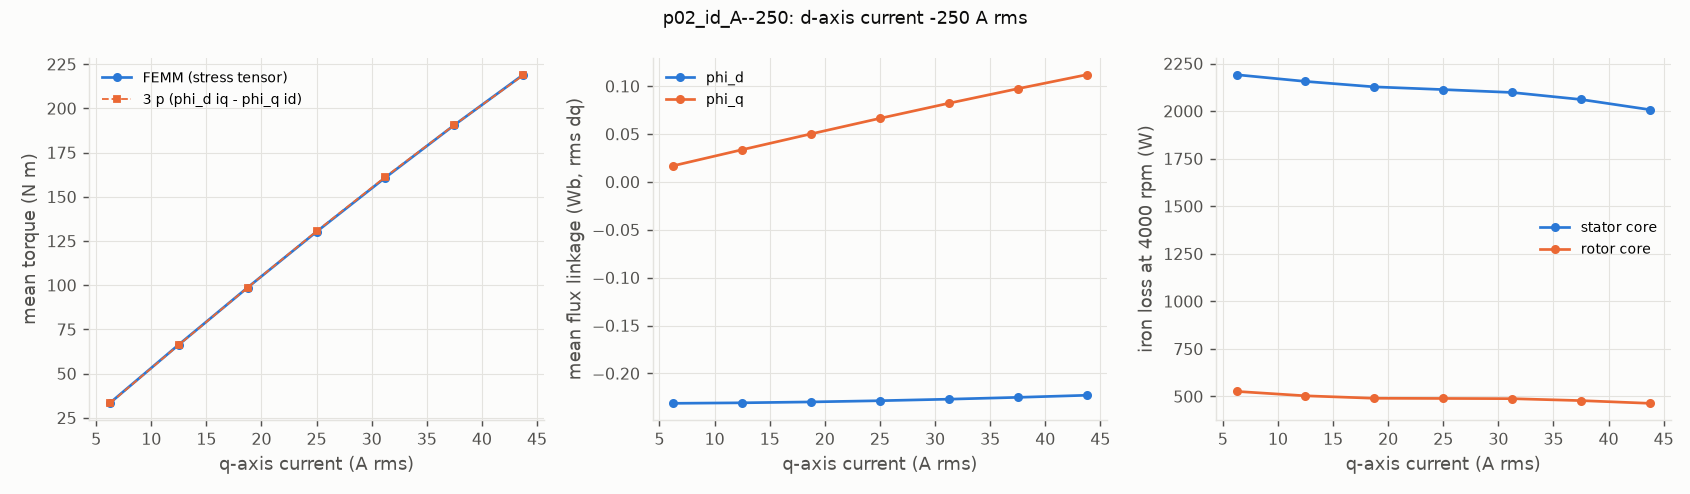 p02_id_A--250: d-axis current -250 A rms
mean torque (N m)
225
200
175
150
125
100
75
50
25
FEMM (stress tensor)
3 p (phi_d iq - phi_q id)
5 10 15 20 25 30 35 40 45
q-axis current (A rms)
mean flux linkage (Wb, rms dq)
0.10
0.05
0.00
−0.05
−0.10
−0.15
−0.20
phi_d
phi_q
5 10 15 20 25 30 35 40 45
q-axis current (A rms)
iron loss at 4000 rpm (W)
2250
2000
1750
1500
1250
1000
750
500
stator core
rotor core
5 10 15 20 25 30 35 40 45
q-axis current (A rms)